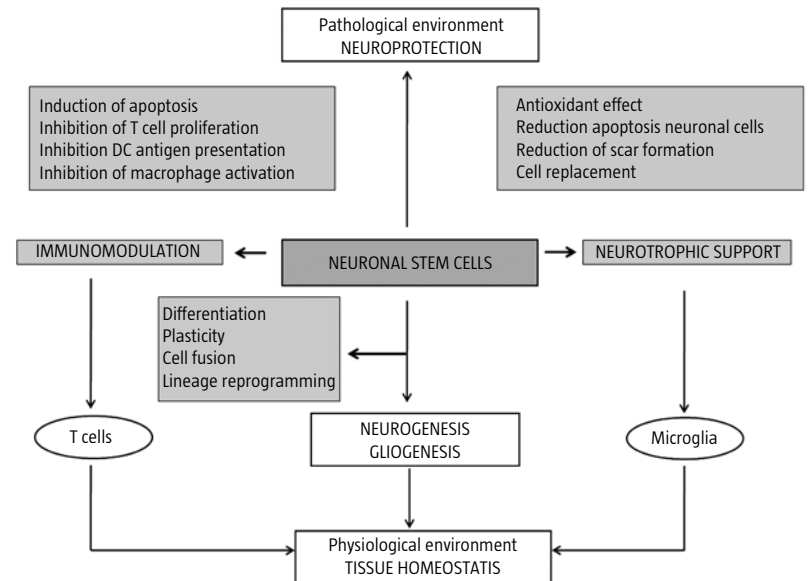 Pathological environment
NEUROPROTECTION
Induction of apoptosis
Inhibition of T cell proliferation
Inhibition DC antigen presentation
Inhibition of macrophage activation
Antioxidant effect
Reduction apoptosis neuronal cells
Reduction of scar formation
Cell replacement
IMMUNOMODULATION
NEURONAL STEM CELLS
NEUROTROPHIC SUPPORT
Differentiation
Plasticity
Cell fusion
Lineage reprogramming
T cells
NEUROGENESIS
GLIOGENESIS
Microglia
Physiological environment
TISSUE HOMEOSTATIS